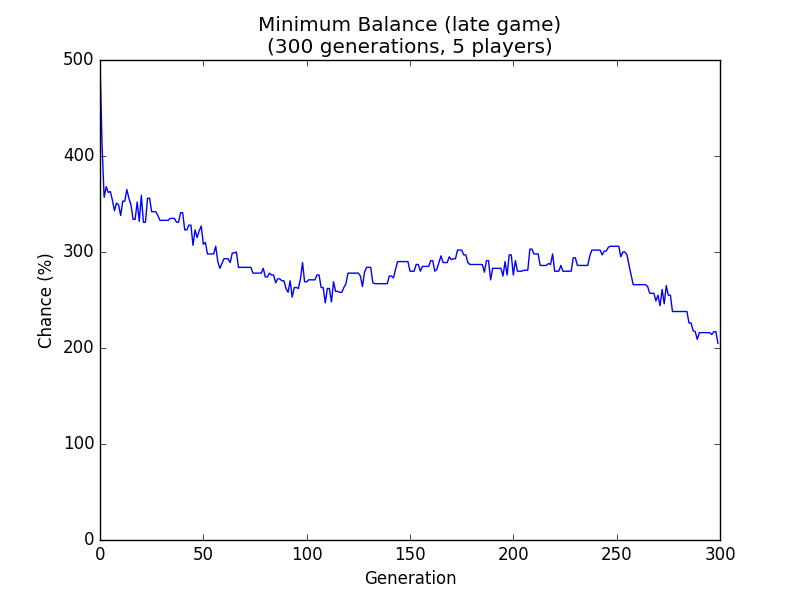 Minimum Balance (late game)
(300 generations, 5 players)
500
400
300
200
100
0
Chance (%)
0 50 100 150 200 250 300
Generation